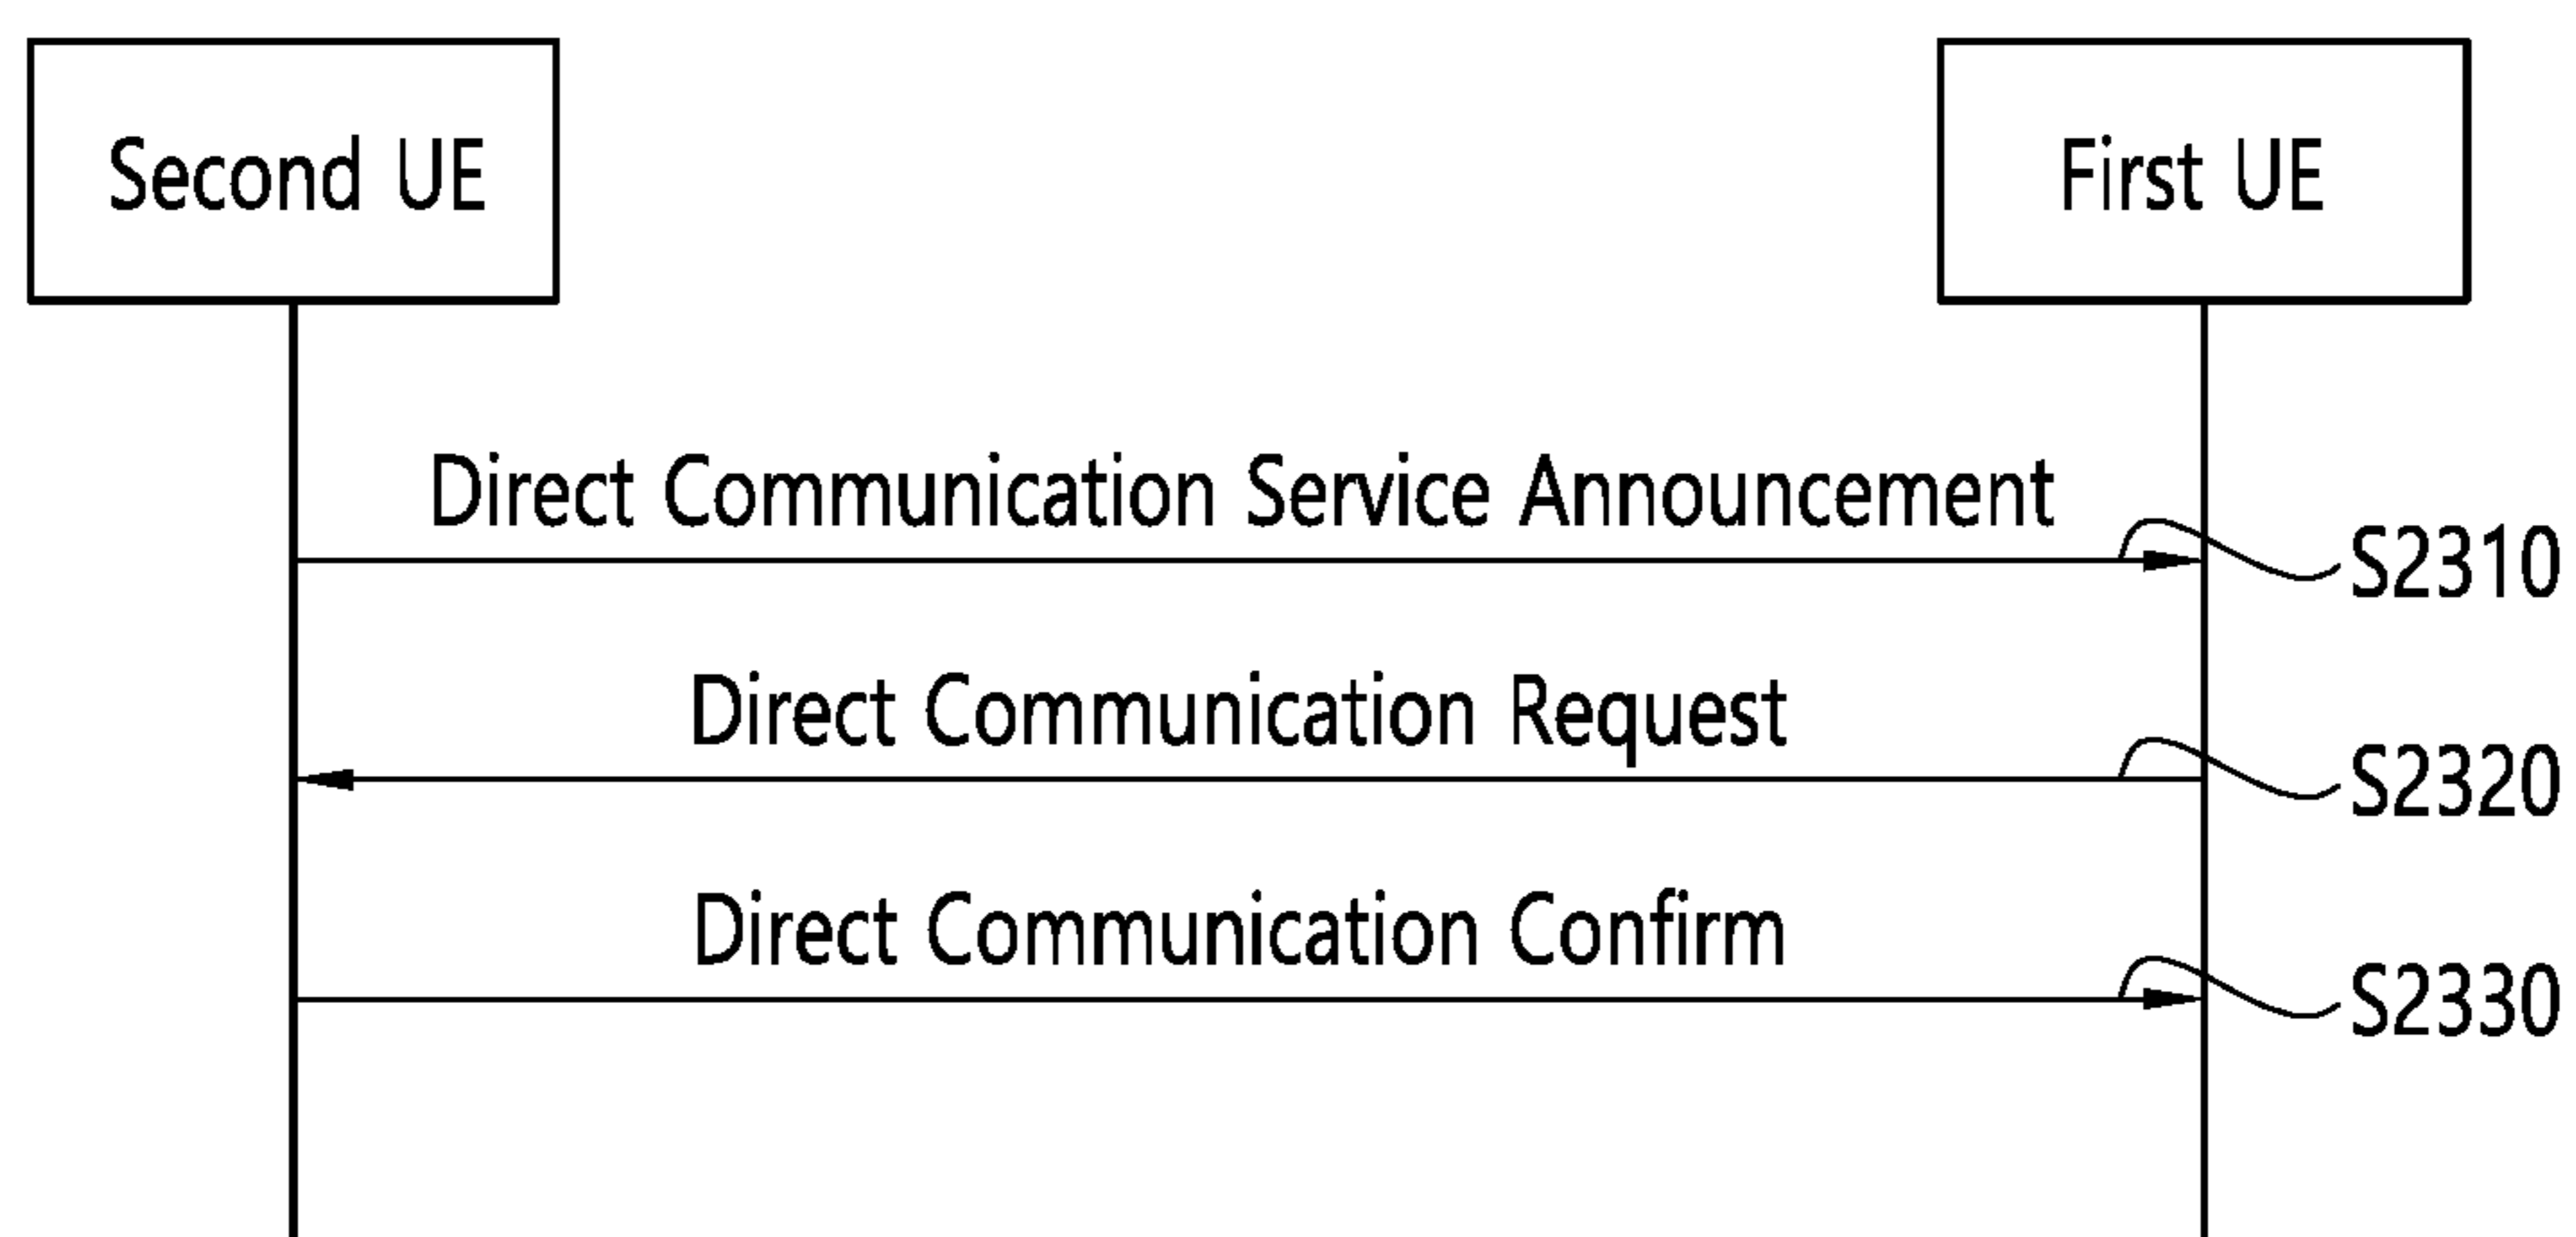 Second UE
First UE
Direct Communication Service Announcement
S2310
Direct Communication Request
S2320
Direct Communication Confirm
S2330